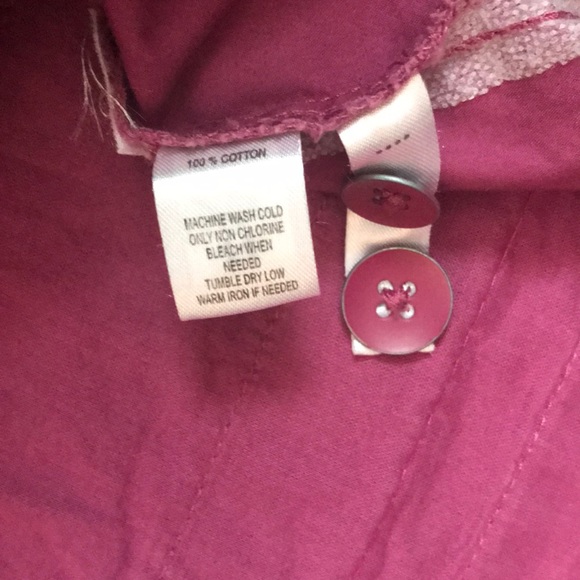 100 % COTTON
MACHINE WASH COLD
ONLY NON CHLORINE
BLEACH WHEN
NEEDED
TUMBLE DRY LOW
WARM IRON IF NEEDED